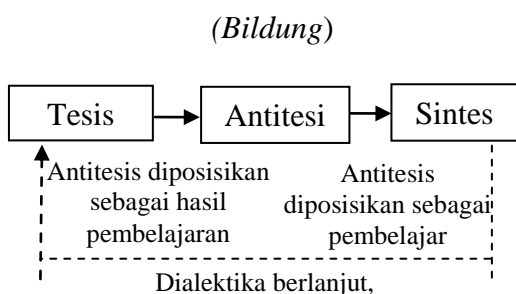 (Bildung)
Tesis
Antitesi
Sintes
Antitesis diposisikan
sebagai hasil
pembelajaran
Antitesis
diposisikan sebagai
pembelajar
Dialektika berlanjut,